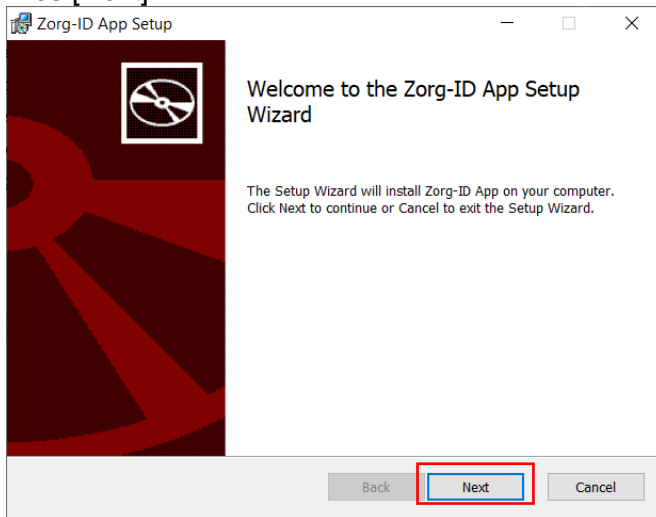 Zorg-ID App Setup
Welcome to the Zorg-ID App Setup
Wizard
The Setup Wizard will install Zorg-ID App on your computer.
Click Next to continue or Cancel to exit the Setup Wizard.
Back Next Cancel